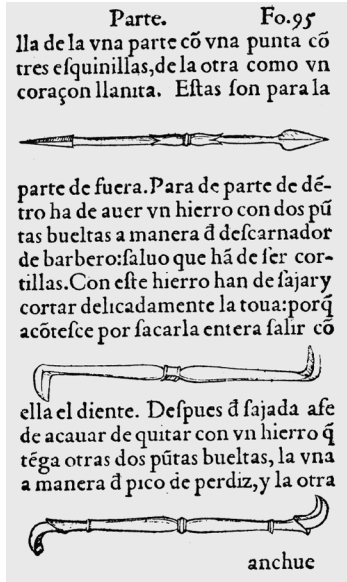 Parte. Fo.95
lla de la vna parte cõ vna punta cõ
tres eſquinillas,de la otra como vn
coraçon llanita. Eſtas ſon para la
parte de fuera.Para de parte de dẽ-
tro ha de auer vn hierro con dos pũ
tas bueltas a manera đ deſcarnador
de barbero:ſaluo que hã de ſer cor-
tillas.Con eſte hierro han de ſajar y
cortar delicadamente la toua:porq̃
acõteſce por ſacarla entera ſalir cõ
ella el diente. Deſpues đ ſajada aſe
de acauar de quitar con vn hierro q̃
tẽga otras dos pũtas bueltas, la vna
a manera đ pico de perdiz,y la otra
anchue